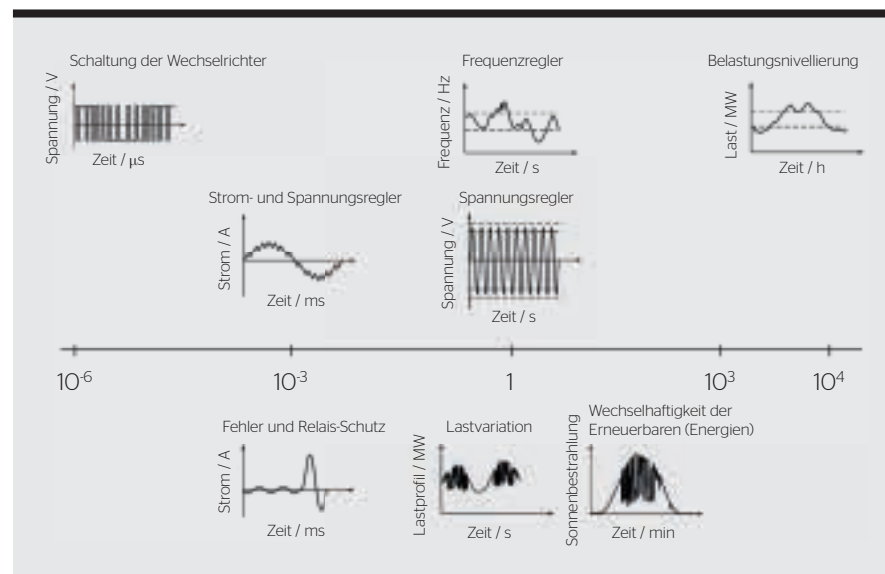 Schaltung der Wechselrichter
Spannung / V
Zeit / μs
Frequenzregler
Frequenz / Hz
Zeit / s
Belastungsnivellierung
Last / MW
Zeit / h
Strom- und Spannungsregler
Strom / A
Zeit / ms
Spannungsregler
Spannung / V
Zeit / s
10-6
10-3
1
10³
10⁴
Fehler und Relais-Schutz
Strom / A
Zeit / ms
Lastvariation
Lastprofil / MW
Zeit / s
Wechselhaftigkeit der
Erneuerbaren (Energien)
Sonnenbestrahlung
Zeit / min